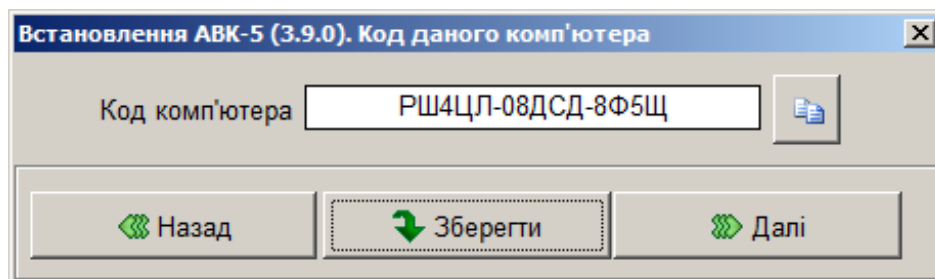 Встановлення АВК-5 (3.9.0). Код даного комп'ютера
Код комп'ютера РШ4ЦЛ-08ДСД-8Ф5Щ
Назад Зберегти Далі